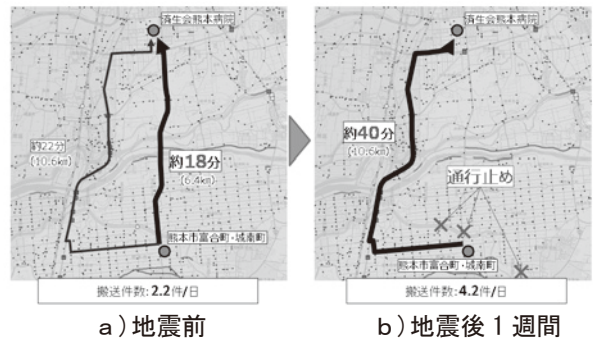 済生会熊本病院
約22分
(10.6km)
約18分
(6.4km)
熊本市富合町・城南町
搬送件数:2.2件/日
a)地震前
済生会熊本病院
約40分
(10.6km)
通行止め
熊本市富合町・城南町
搬送件数:4.2件/日
b)地震後1週間